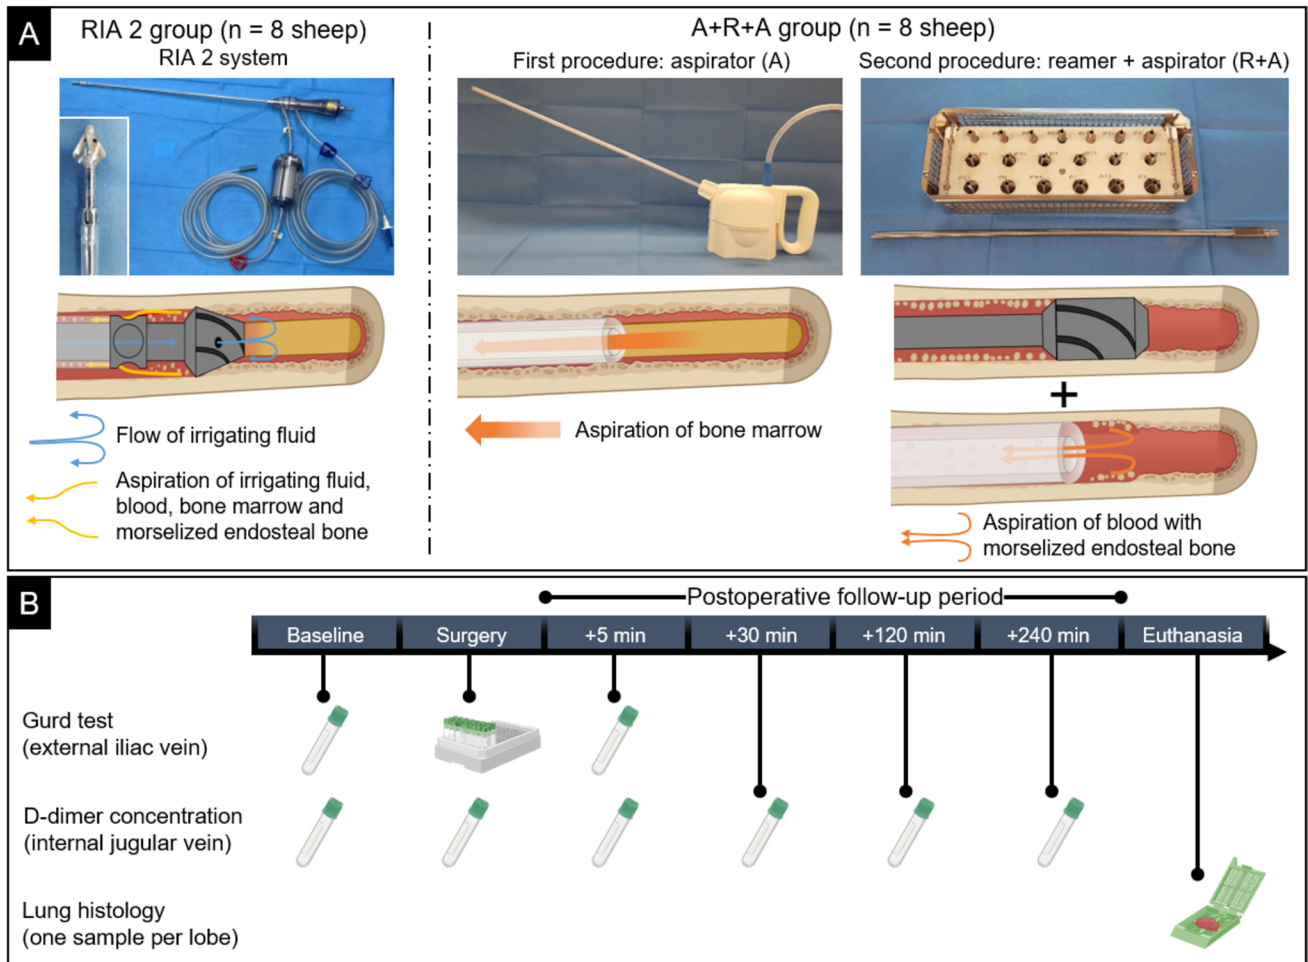 A
RIA 2 group (n = 8 sheep)
RIA 2 system
A+R+A group (n = 8 sheep)
First procedure: aspirator (A)
Second procedure: reamer + aspirator (R+A)
+
Flow of irrigating fluid
Aspiration of irrigating fluid,
blood, bone marrow and
morselized endosteal bone
Aspiration of bone marrow
Aspiration of blood with
morselized endosteal bone
B
Postoperative follow-up period
Baseline Surgery +5 min +30 min +120 min +240 min Euthanasia
Gurd test
(external iliac vein)
D-dimer concentration
(internal jugular vein)
Lung histology
(one sample per lobe)